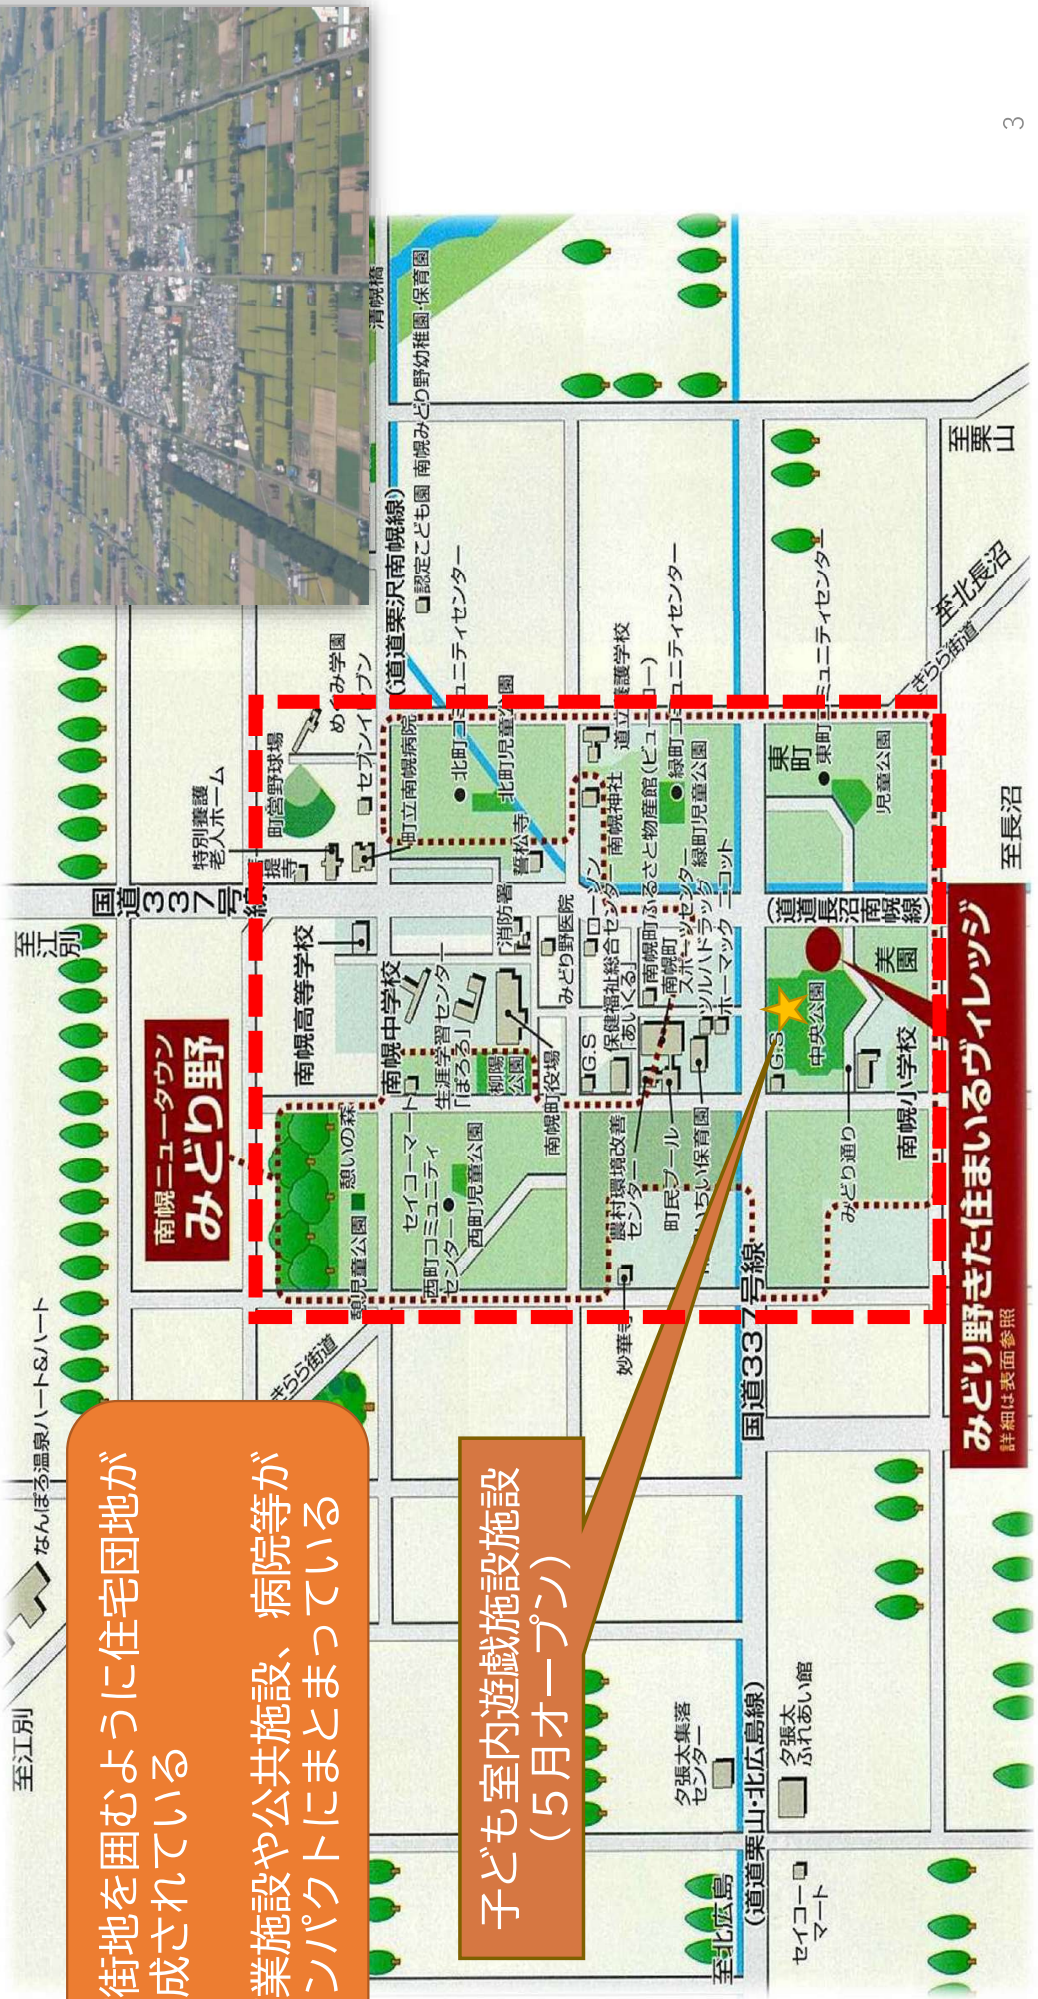 街地を囲むように住宅団地が
成されている
業施設や公共施設、病院等が
ンパクトにまとまっている
子ども室内遊戯施設施設
（５月オープン）
至江別
なんぽろ温泉ハート&ハート
南幌ニュータウン
みどり野
至江別
国道337号線
特別養護
老人ホーム
町営野球場
めぐみ学園
セブンイレブン
町立南幌病院
(道道栗沢南幌線)
清幌橋
認定こども園 南幌みどり野幼稚園・保育園
きらら街道
憩児童公園
憩いの森
南幌高等学校
南幌中学校
生涯学習センター
「ぽろろ」
セイコーマート
西町コミュニティ
センター
西町児童公園
柳陽
公園
南幌町役場
消防署
みどり野医院
誓松寺
北町コミュニティセンター
北町児童公園
妙華寺
農村環境改善
センター
町民プール
いちい保育園
G.S
保健福祉総合センター
「あいくる」
ローソン
南幌神社
南幌町ふるさと物産館(ビューロー)
南幌町
スポーツセンター
ツルハドラッグ
ホーマックニコット
道立養護学校
緑町コミュニティセンター
緑町児童公園
夕張太集落
センター
至北広島
(道道栗山・北広島線)
国道337号線
セイコー
マート
夕張太
ふれあい館
G.S
中央公園
みどり通り
南幌小学校
美園
(道道長沼南幌線)
東町
東町コミュニティセンター
児童公園
きらら街道
至北長沼
至栗山
至長沼
みどり野きた住まいるヴィレッジ
詳細は表面参照
3